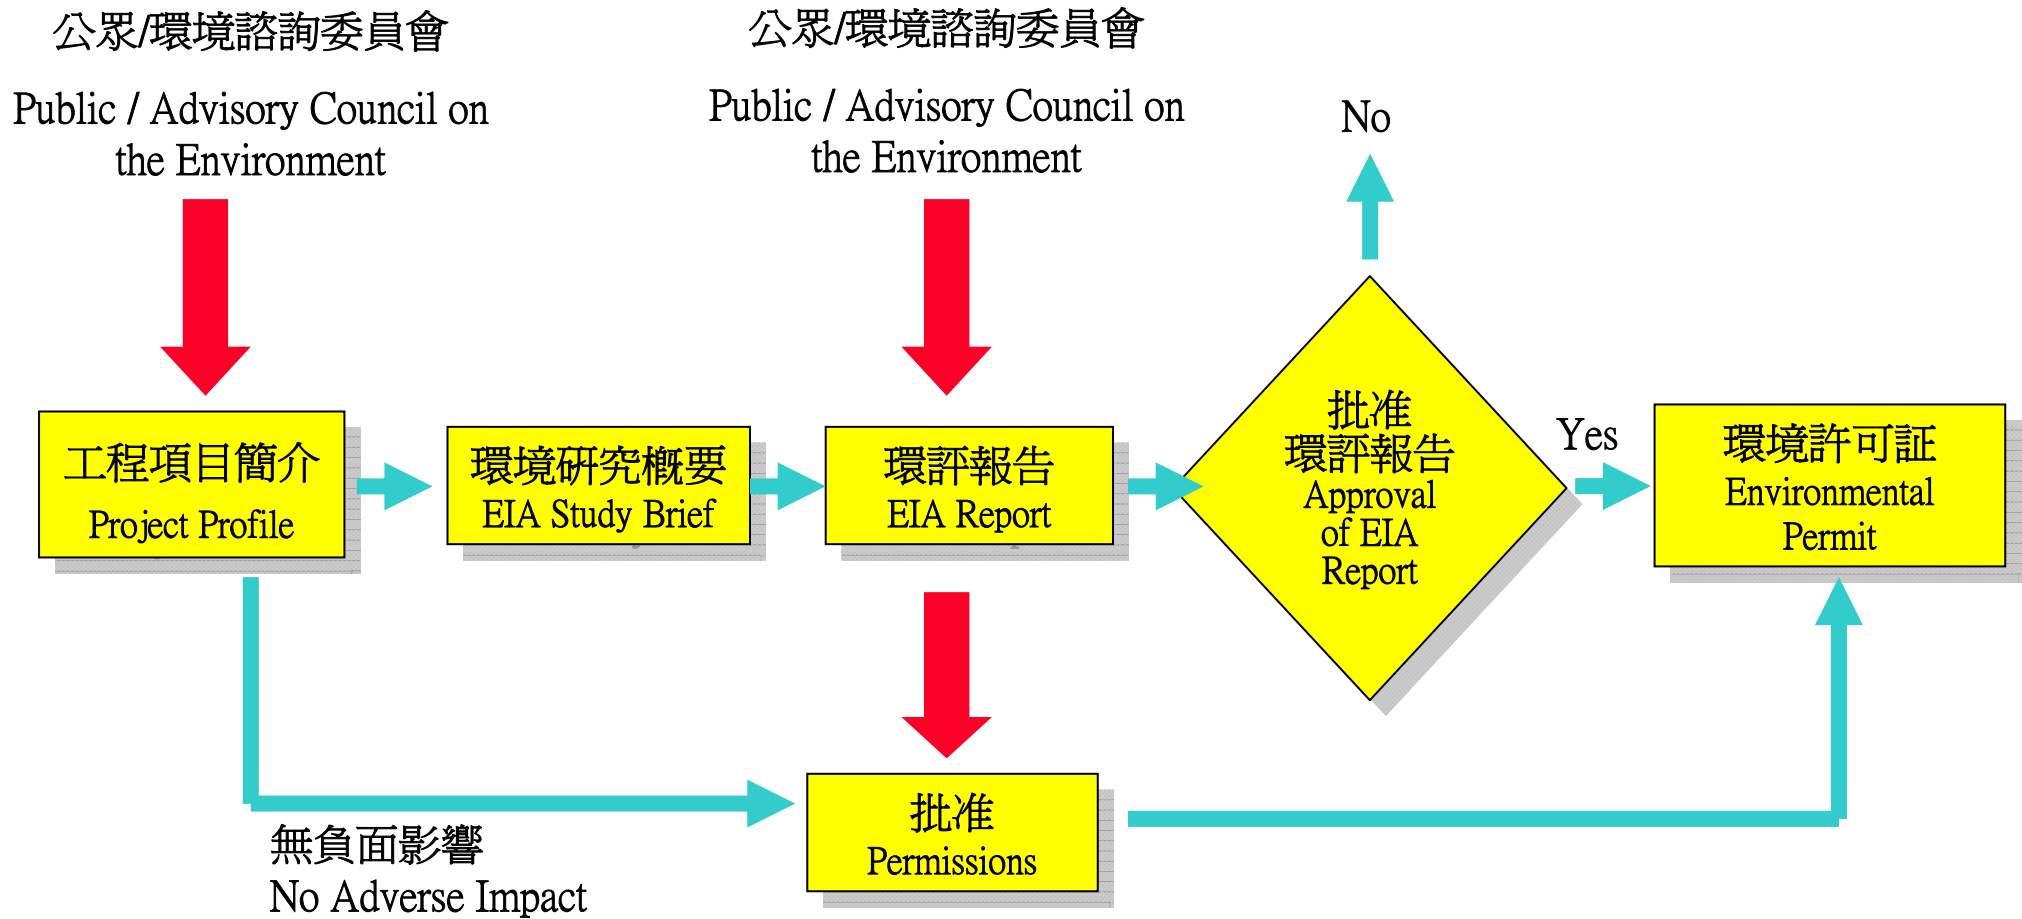 公眾/環境諮詢委員會
Public / Advisory Council on
the Environment
公眾/環境諮詢委員會
Public / Advisory Council on
the Environment
No
工程項目簡介
Project Profile
環境研究概要
EIA Study Brief
環評報告
EIA Report
批准
環評報告
Approval
of EIA
Report
Yes
環境許可証
Environmental
Permit
無負面影響
No Adverse Impact
批准
Permissions